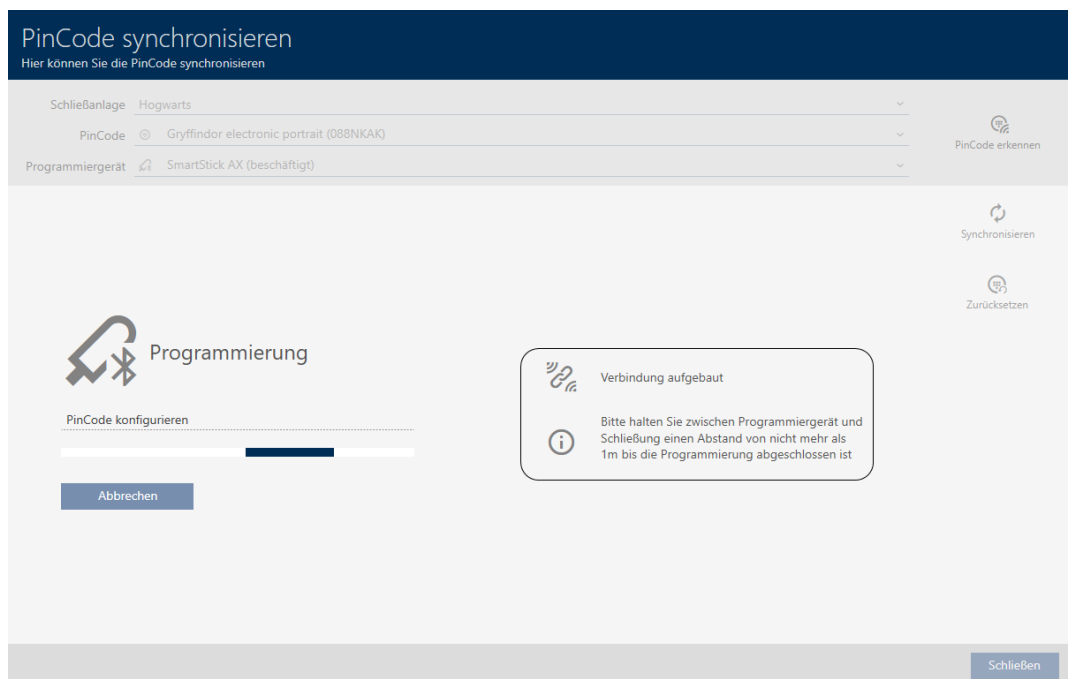 PinCode synchronisieren
Hier können Sie die PinCode synchronisieren
Schließanlage Hogwarts
PinCode Gryffindor electronic portrait (088NKAK)
Programmiergerät SmartStick AX (beschäftigt)
PinCode erkennen
Synchronisieren
Zurücksetzen
Programmierung
PinCode konfigurieren
Abbrechen
Verbindung aufgebaut
Bitte halten Sie zwischen Programmiergerät und
Schließung einen Abstand von nicht mehr als
1m bis die Programmierung abgeschlossen ist
Schließen